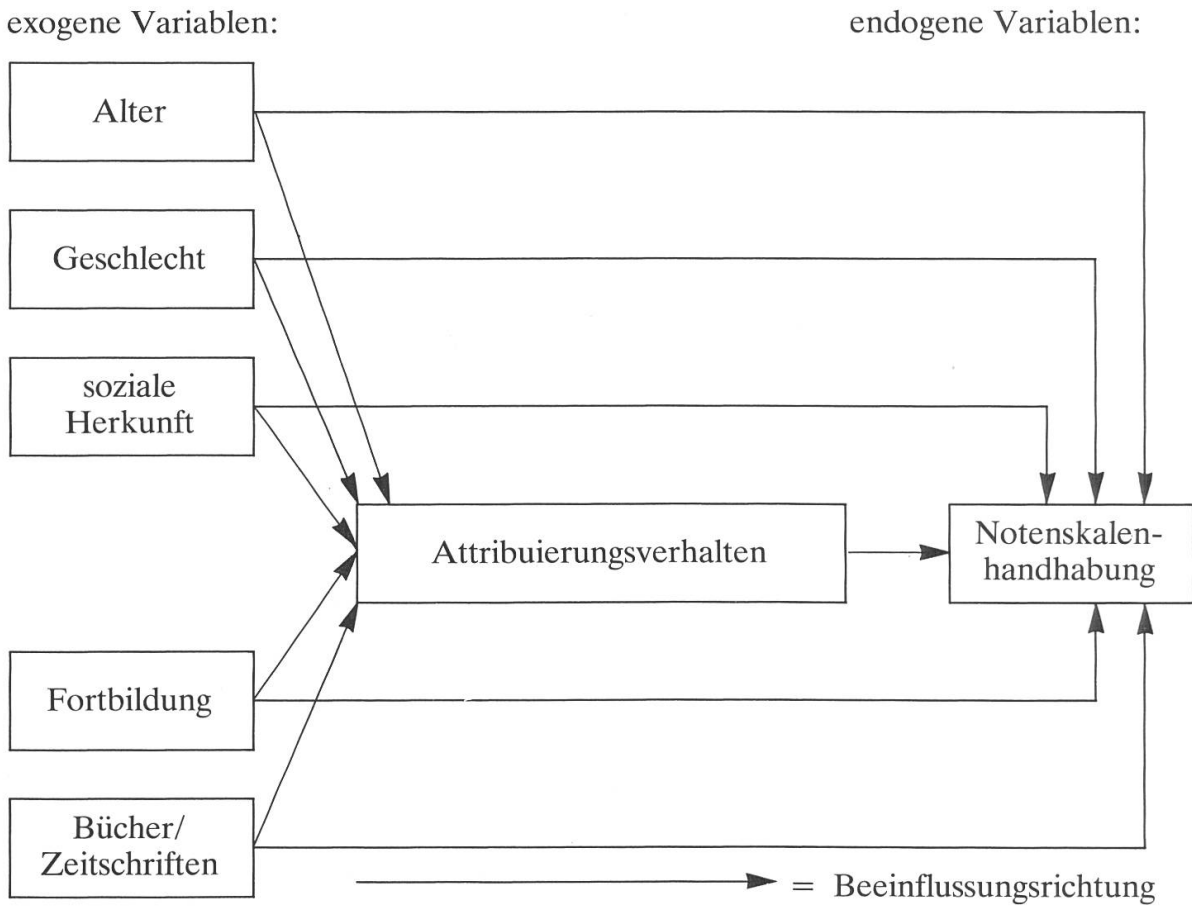 exogene Variablen:
endogene Variablen:
Alter
Geschlecht
soziale
Herkunft
Attribuierungsverhalten
Notenskalen-
handhabung
Fortbildung
Bücher/
Zeitschriften
= Beeinflussungsrichtung